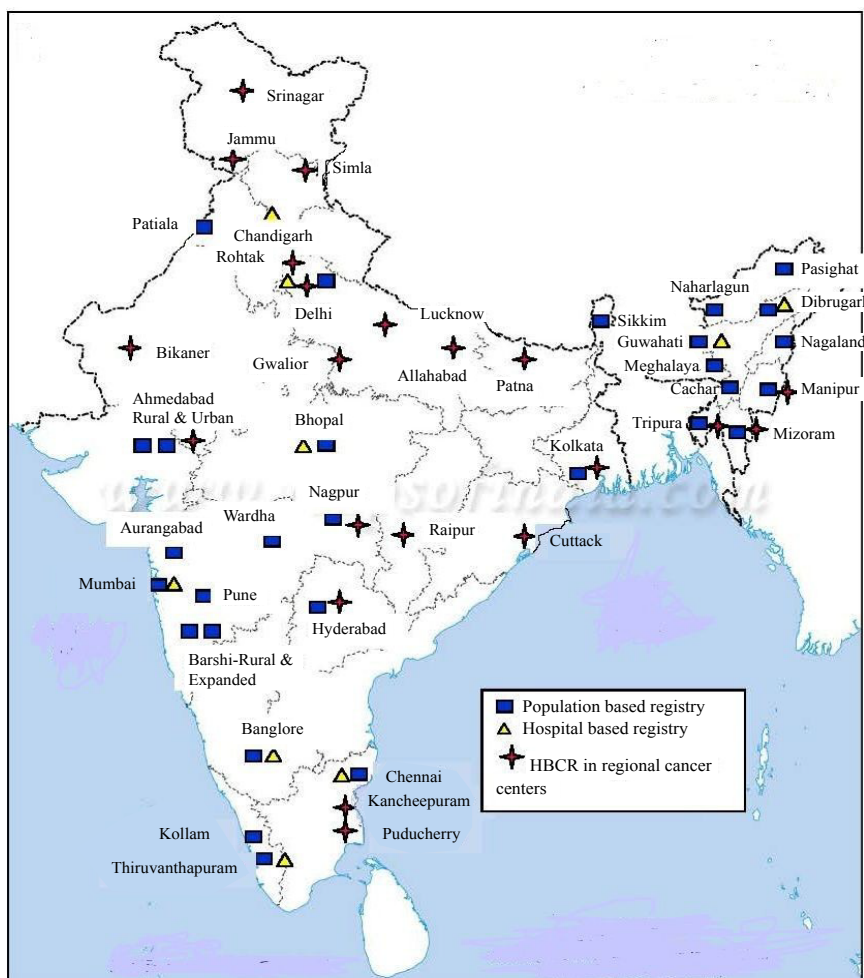 Srinagar
Jammu
Simla
Patiala
Chandigarh
Rohtak
Delhi
Lucknow
Bikaner
Gwalior
Allahabad
Patna
Sikkim
Pasighat
Naharlagun
Dibrugarh
Guwahati
Nagaland
Meghalaya
Cachar
Manipur
Tripura
Mizoram
Ahmedabad
Rural & Urban
Bhopal
Kolkata
Nagpur
Wardha
Raipur
Cuttack
Aurangabad
Mumbai
Pune
Hyderabad
Barshi-Rural &
Expanded
Banglore
Chennai
Kancheepuram
Puducherry
Kollam
Thiruvanthapuram
Population based registry
Hospital based registry
HBCR in regional cancer
centers